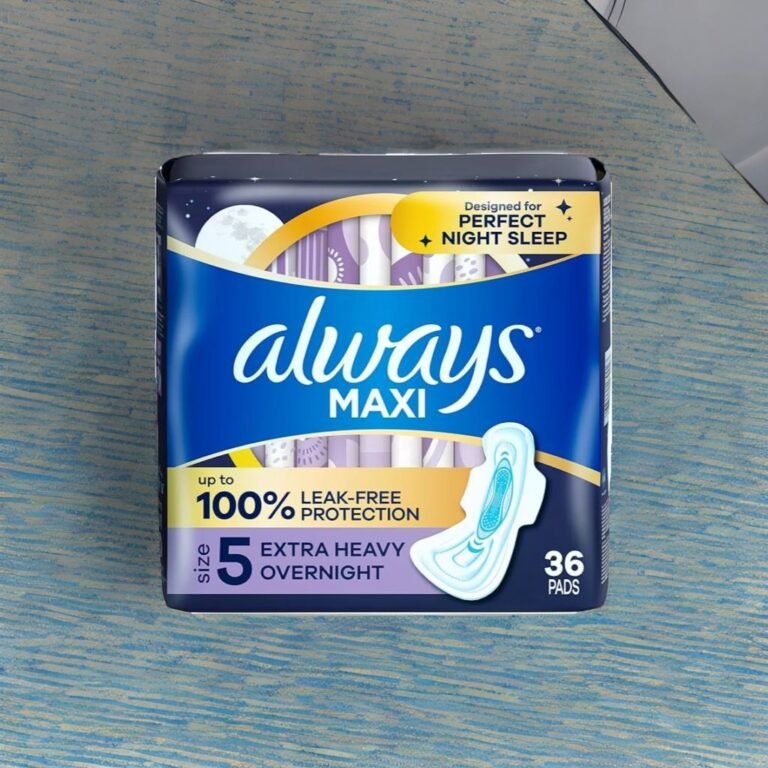 Designed for
PERFECT
NIGHT SLEEP
always®
MAXI
up to
100% LEAK-FREE
PROTECTION
size 5 EXTRA HEAVY
OVERNIGHT
36
PADS